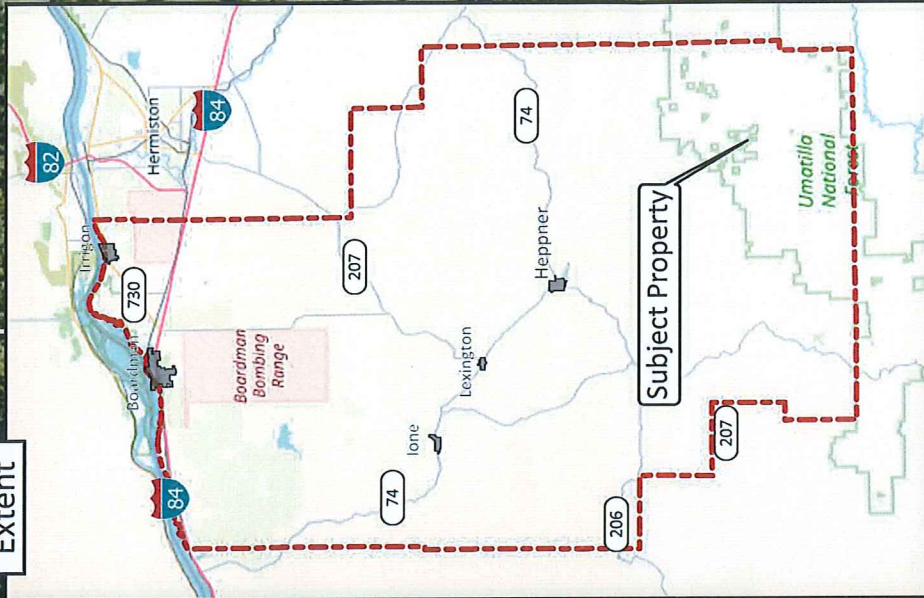 Extent
82
Hermiston
84
Irrigon
730
Boardman
84
207
Boardman
Bombing
Range
74
Lexington
Ione
74
Heppner
Subject Property
Umatilla
National
Forest
207
206